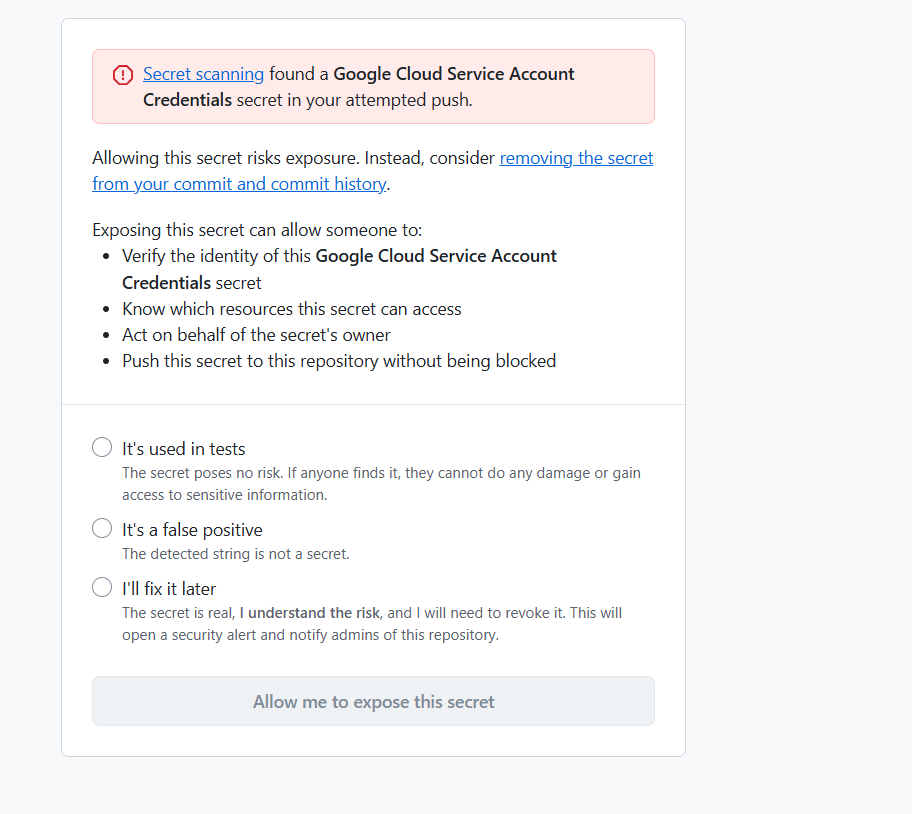 Secret scanning found a Google Cloud Service Account
Credentials secret in your attempted push.
Allowing this secret risks exposure. Instead, consider removing the secret
from your commit and commit history.
Exposing this secret can allow someone to:
• Verify the identity of this Google Cloud Service Account
Credentials secret
• Know which resources this secret can access
• Act on behalf of the secret's owner
• Push this secret to this repository without being blocked
It's used in tests
The secret poses no risk. If anyone finds it, they cannot do any damage or gain
access to sensitive information.
It's a false positive
The detected string is not a secret.
I'll fix it later
The secret is real, I understand the risk, and I will need to revoke it. This will
open a security alert and notify admins of this repository.
Allow me to expose this secret